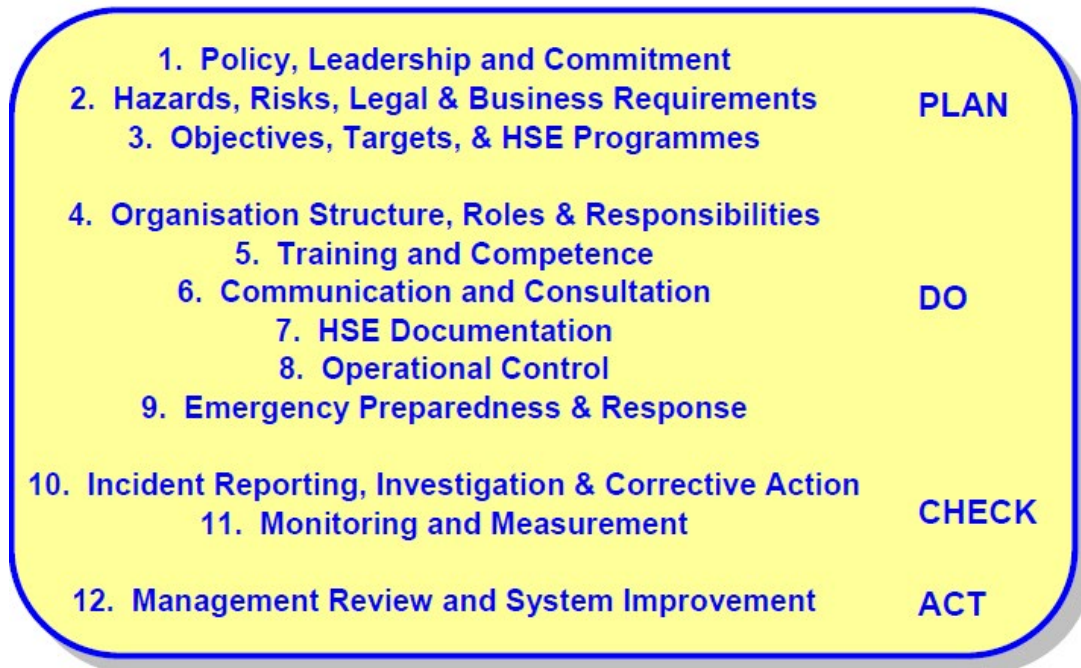 1. Policy, Leadership and Commitment
2. Hazards, Risks, Legal & Business Requirements
PLAN
3. Objectives, Targets, & HSE Programmes
4. Organisation Structure, Roles & Responsibilities
5. Training and Competence
6. Communication and Consultation
DO
7. HSE Documentation
8. Operational Control
9. Emergency Preparedness & Response
10. Incident Reporting, Investigation & Corrective Action
11. Monitoring and Measurement
CHECK
12. Management Review and System Improvement
ACT